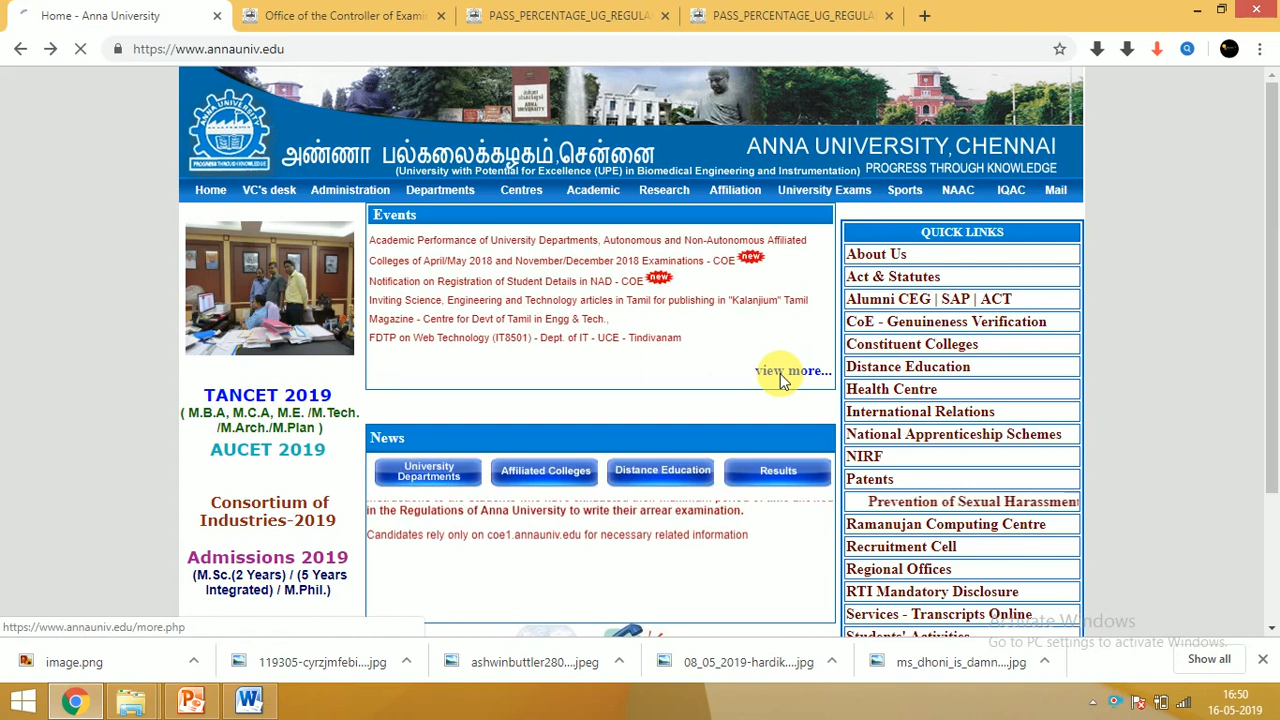 Home - Anna University
Office of the Controller of Exami
PASS_PERCENTAGE_UG_REGULA
PASS_PERCENTAGE_UG_REGULA
https://www.annauniv.edu
ANNA UNIVERSITY
PROGRESS THROUGH KNOWLEDGE
அண்ணா பல்கலைக்கழகம்,சென்னை
ANNA UNIVERSITY, CHENNAI
(University with Potential for Excellence (UPE) in Biomedical Engineering and Instrumentation)
PROGRESS THROUGH KNOWLEDGE
Home VC's desk Administration Departments Centres Academic Research Affiliation University Exams Sports NAAC IQAC Mail
Events
Academic Performance of University Departments, Autonomous and Non-Autonomous Affiliated
Colleges of April/May 2018 and November/December 2018 Examinations - COE new
Notification on Registration of Student Details in NAD - COE new
Inviting Science, Engineering and Technology articles in Tamil for publishing in "Kalanjium" Tamil
Magazine - Centre for Devt of Tamil in Engg & Tech.,
FDTP on Web Technology (IT8501) - Dept. of IT - UCE - Tindivanam
view more...
TANCET 2019
( M.B.A, M.C.A, M.E. /M.Tech.
/M.Arch./M.Plan )
AUCET 2019
Consortium of
Industries-2019
Admissions 2019
(M.Sc.(2 Years) / (5 Years
Integrated) / M.Phil.)
News
University
Departments
Affiliated Colleges
Distance Education
Results
in the Regulations of Anna University to write their arrear examination.
Candidates rely only on coe1.annauniv.edu for necessary related information
QUICK LINKS
About Us
Act & Statutes
Alumni CEG | SAP | ACT
CoE - Genuineness Verification
Constituent Colleges
Distance Education
Health Centre
International Relations
National Apprenticeship Schemes
NIRF
Patents
Prevention of Sexual Harassment
Ramanujan Computing Centre
Recruitment Cell
Regional Offices
RTI Mandatory Disclosure
Services - Transcripts Online
Students' Activities
Activate Windows
Go to PC settings to activate Windows.
https://www.annauniv.edu/more.php
image.png
119305-cyrzjmfebl....jpg
ashwinbuttler280....jpeg
08_05_2019-hardik....jpg
ms_dhoni_is_damn....jpg
Show all
16:50
16-05-2019